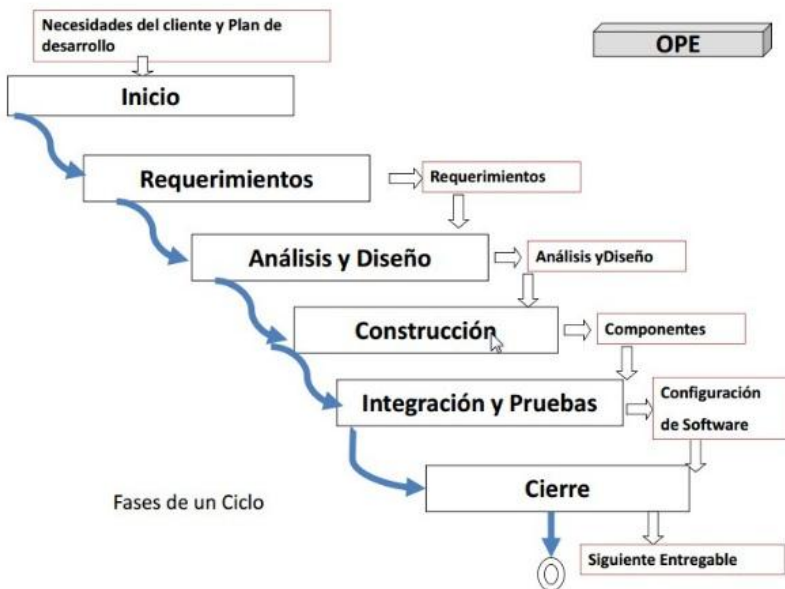 Necesidades del cliente y Plan de
desarrollo
OPE
Inicio
Requerimientos
Requerimientos
Análisis y Diseño
Análisis yDiseño
Construcción
Componentes
Integración y Pruebas
Configuración
de Software
Cierre
Fases de un Ciclo
Siguiente Entregable